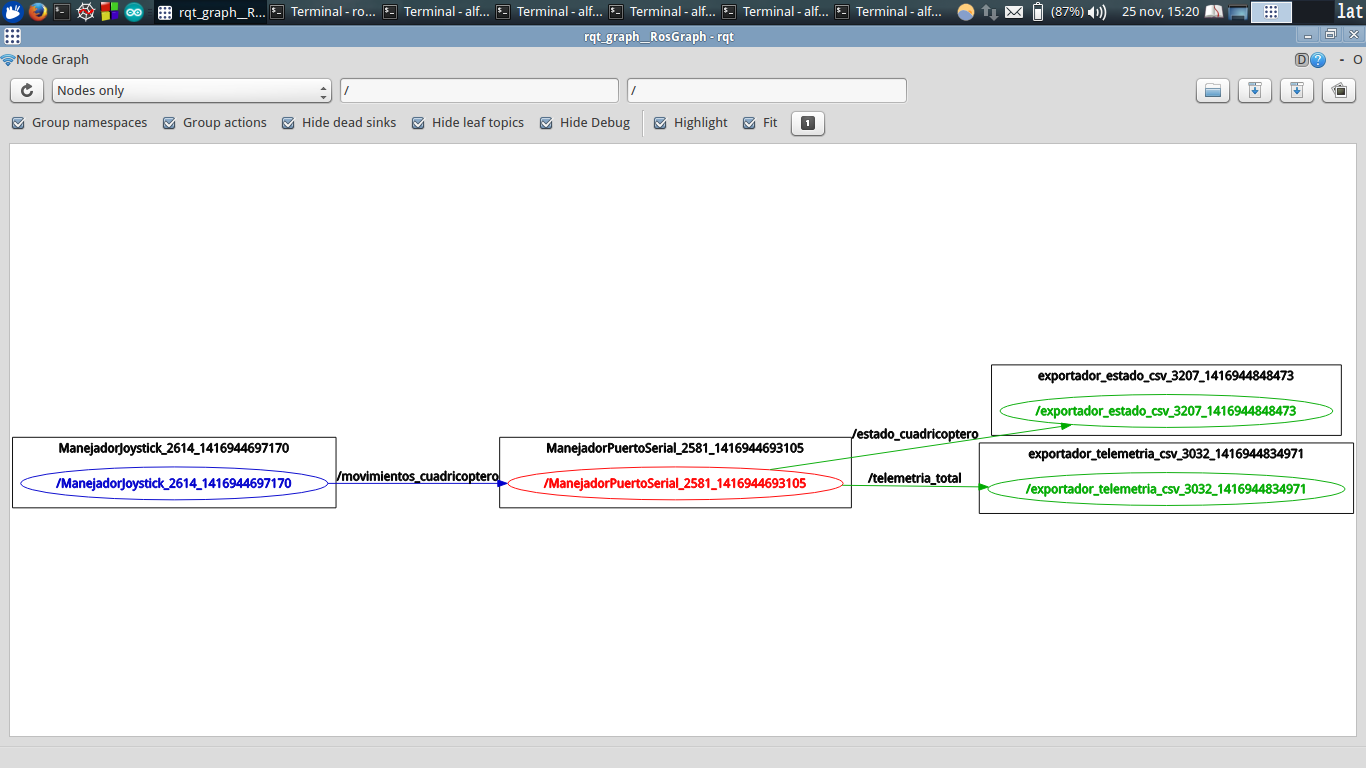 rqt_graph__R...
Terminal - ro...
Terminal - alf...
Terminal - alf...
Terminal - alf...
Terminal - alf...
Terminal - alf...
(87%)
25 nov, 15:20
lat
rqt_graph__RosGraph - rqt
Node Graph
D
?
- O
Nodes only
/
/
Group namespaces
Group actions
Hide dead sinks
Hide leaf topics
Hide Debug
Highlight
Fit
1
exportador_estado_csv_3207_1416944848473
/exportador_estado_csv_3207_1416944848473
/estado_cuadricoptero
ManejadorJoystick_2614_1416944697170
/ManejadorJoystick_2614_1416944697170
/movimientos_cuadricoptero
ManejadorPuertoSerial_2581_1416944693105
/ManejadorPuertoSerial_2581_1416944693105
/telemetria_total
exportador_telemetria_csv_3032_1416944834971
/exportador_telemetria_csv_3032_1416944834971